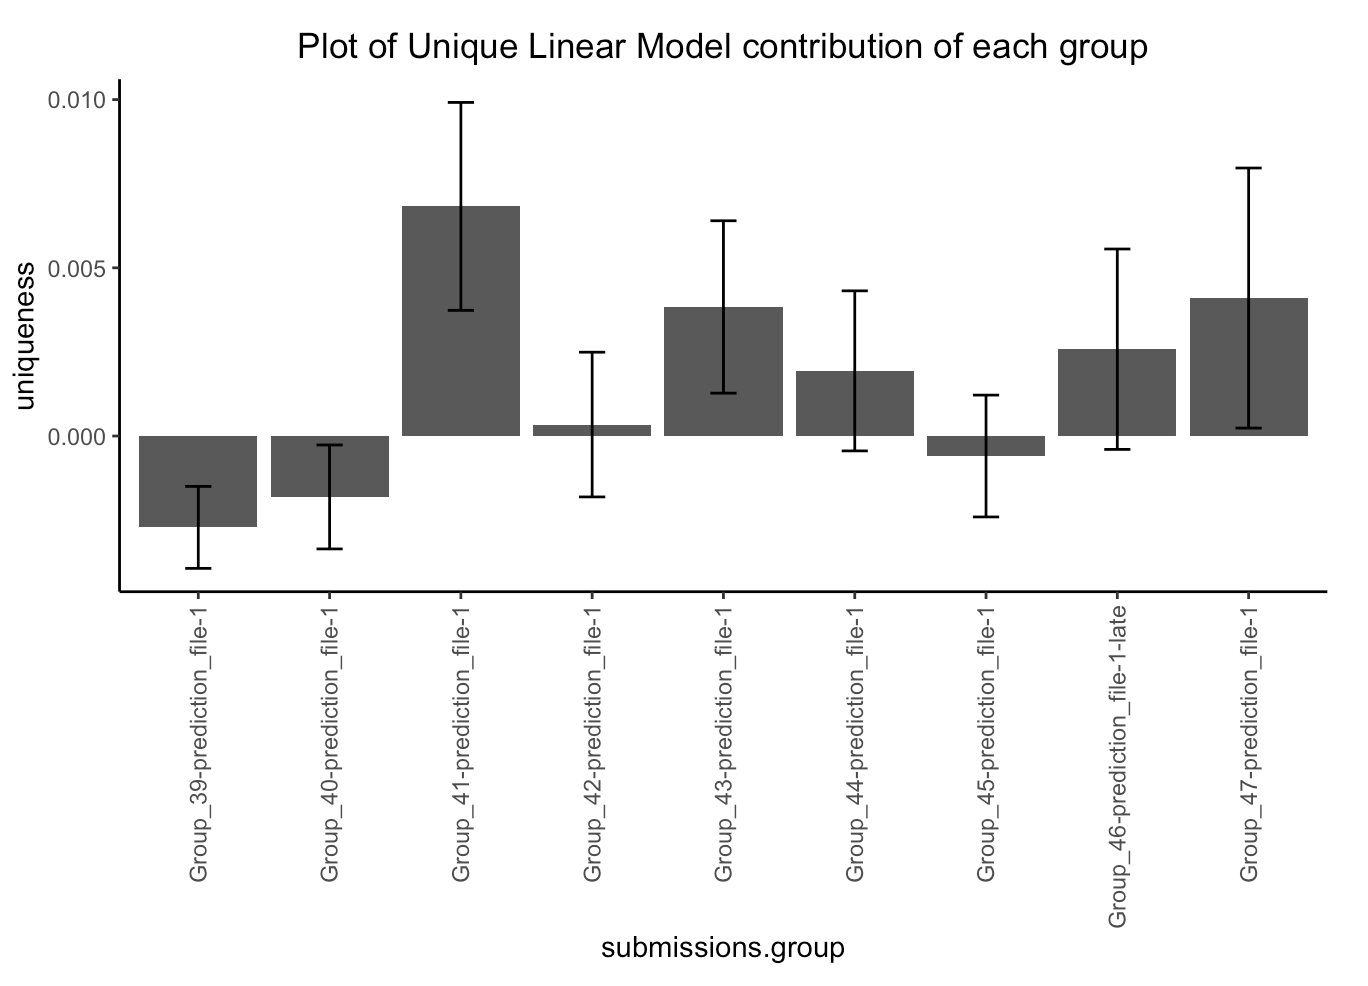 Plot of Unique Linear Model contribution of each group
0.010
0.005
0.000
uniqueness
Group_39-prediction_file-1
Group_40-prediction_file-1
Group_41-prediction_file-1
Group_42-prediction_file-1
Group_43-prediction_file-1
Group_44-prediction_file-1
Group_45-prediction_file-1
Group_46-prediction_file-1-late
Group_47-prediction_file-1
submissions.group